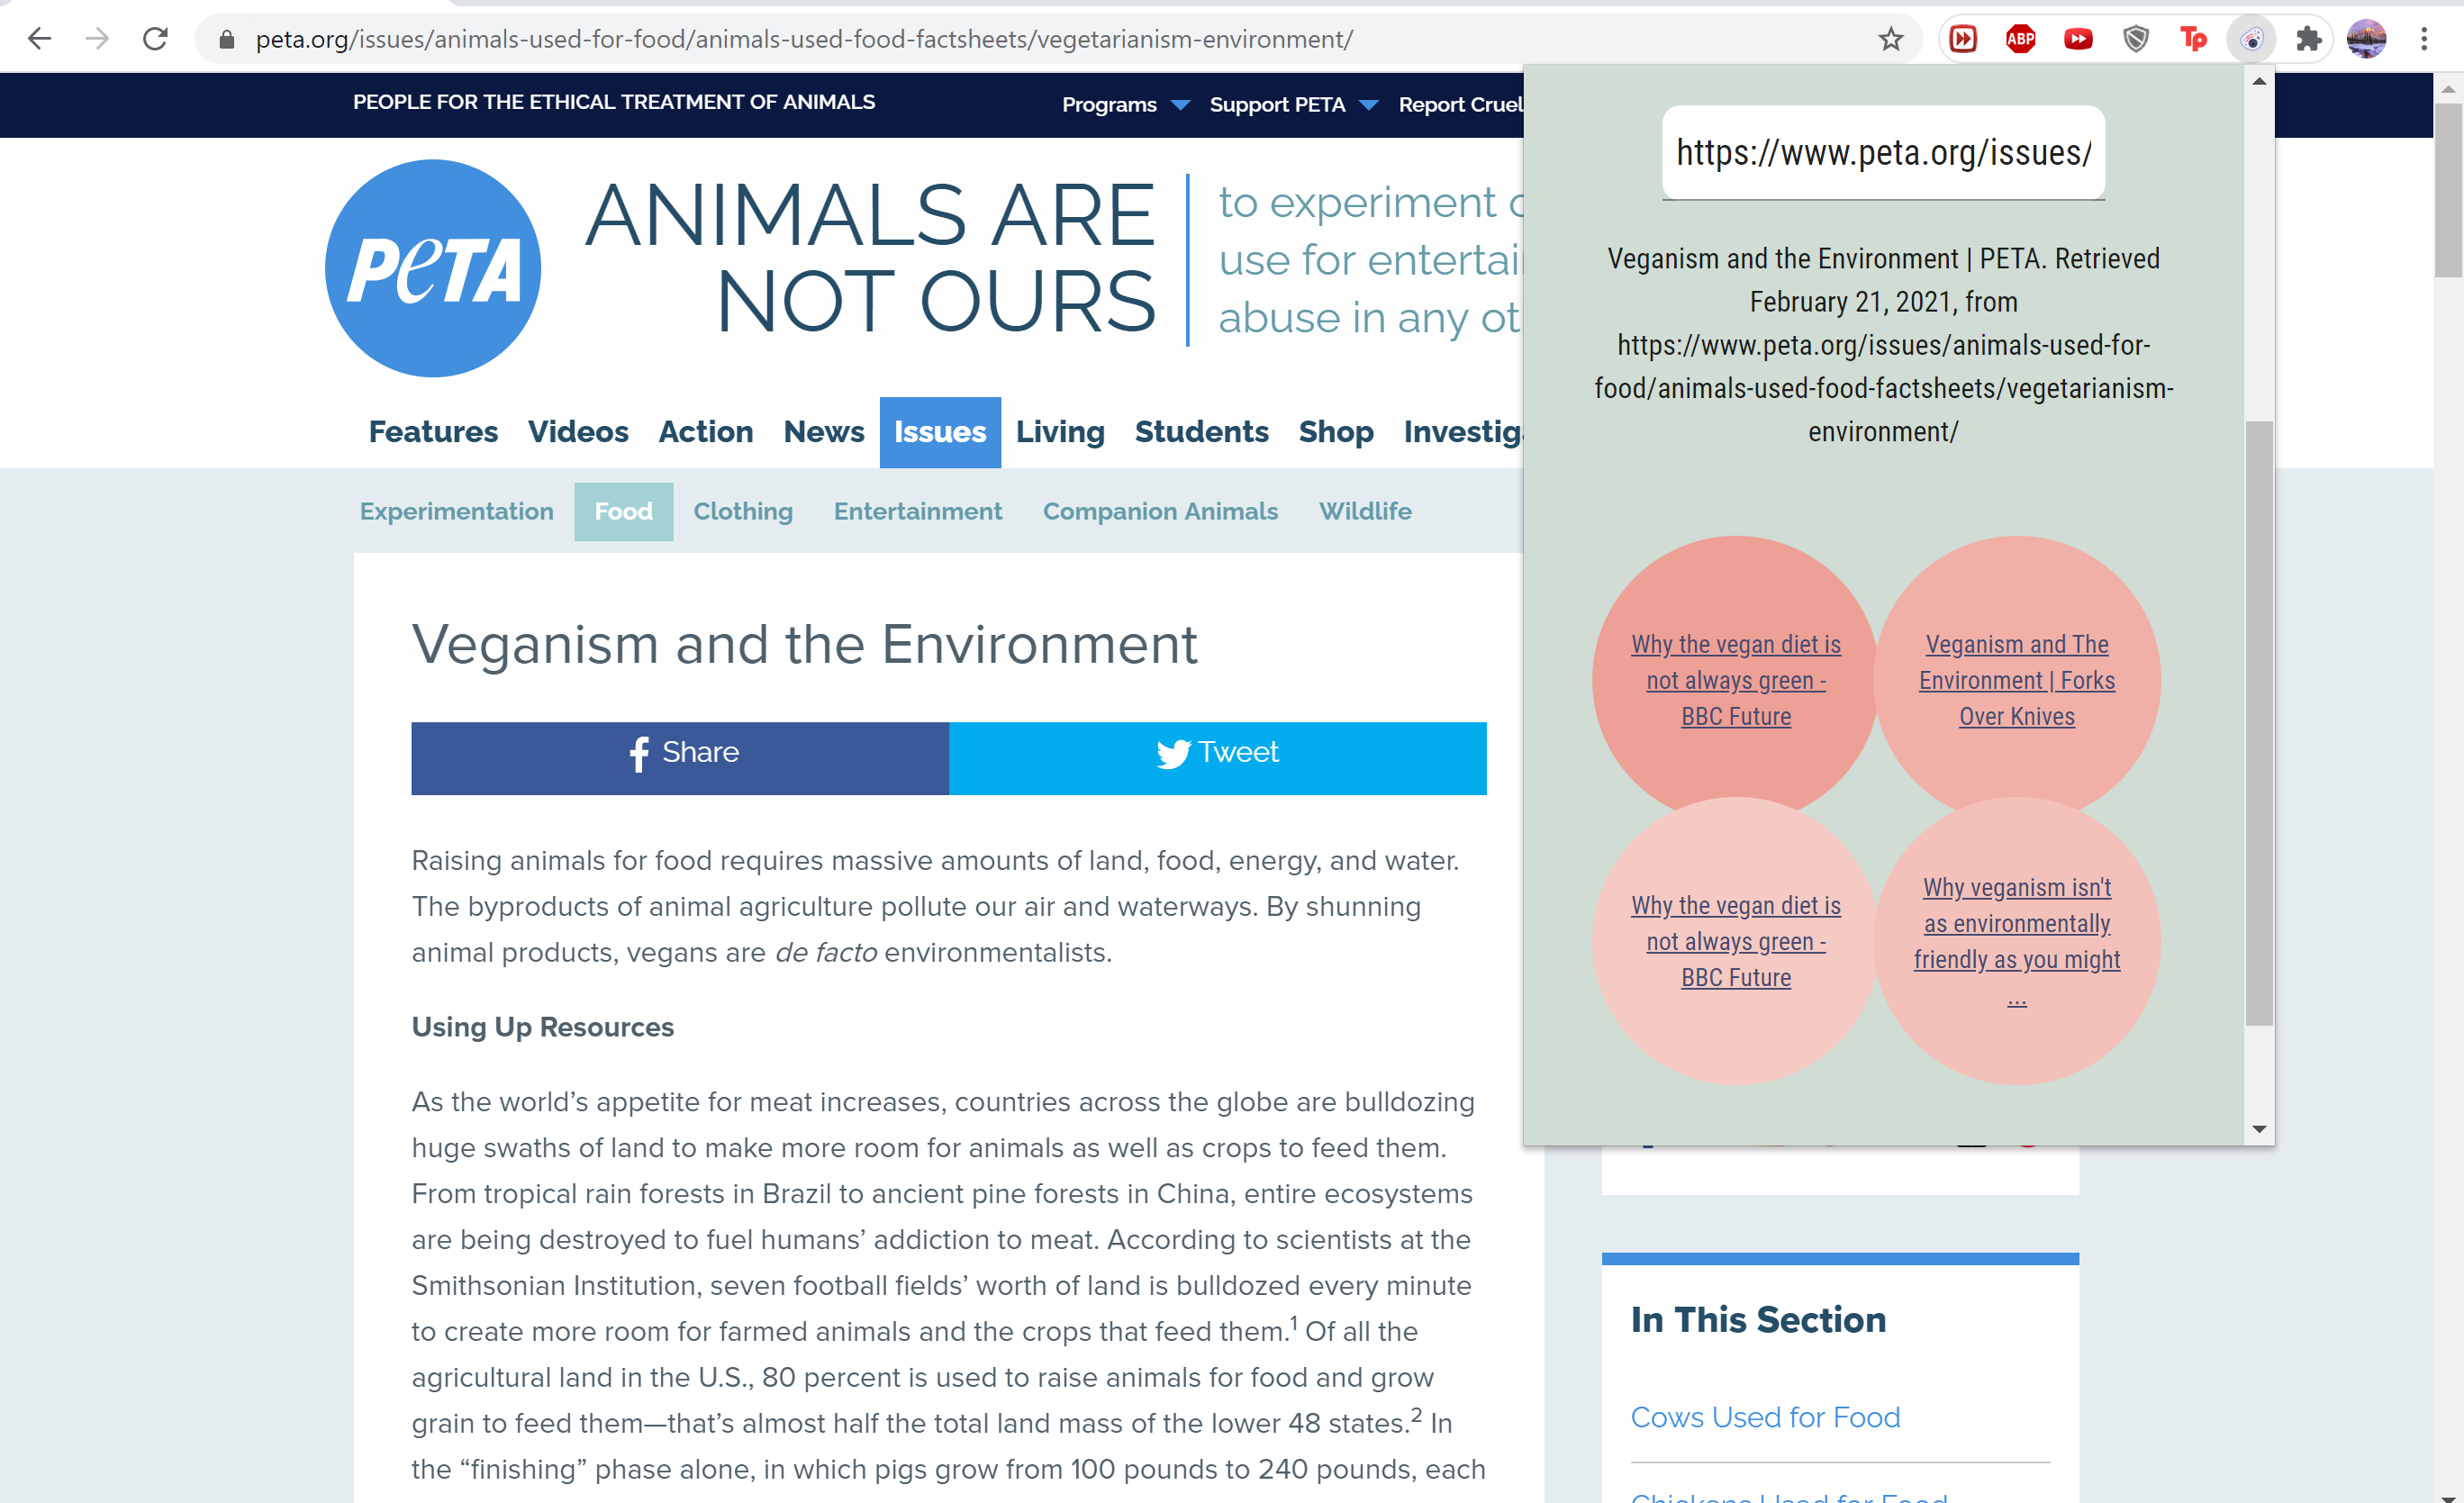 peta.org/issues/animals-used-for-food/animals-used-food-factsheets/vegetarianism-environment/
ABP
Tp
PEOPLE FOR THE ETHICAL TREATMENT OF ANIMALS
Programs
Support PETA
Report Cruel
PeTA
ANIMALS ARE
NOT OURS
to experiment o
use for entertai
abuse in any ot
Features
Videos
Action
News
Issues
Living
Students
Shop
Investiga
Experimentation
Food
Clothing
Entertainment
Companion Animals
Wildlife
Veganism and the Environment
Share
Tweet
Raising animals for food requires massive amounts of land, food, energy, and water.
The byproducts of animal agriculture pollute our air and waterways. By shunning
animal products, vegans are de facto environmentalists.
Using Up Resources
As the world’s appetite for meat increases, countries across the globe are bulldozing
huge swaths of land to make more room for animals as well as crops to feed them.
From tropical rain forests in Brazil to ancient pine forests in China, entire ecosystems
are being destroyed to fuel humans’ addiction to meat. According to scientists at the
Smithsonian Institution, seven football fields’ worth of land is bulldozed every minute
to create more room for farmed animals and the crops that feed them.1 Of all the
agricultural land in the U.S., 80 percent is used to raise animals for food and grow
grain to feed them—that’s almost half the total land mass of the lower 48 states.2 In
the “finishing” phase alone, in which pigs grow from 100 pounds to 240 pounds, each
https://www.peta.org/issues/
Veganism and the Environment | PETA. Retrieved
February 21, 2021, from
https://www.peta.org/issues/animals-used-for-
food/animals-used-food-factsheets/vegetarianism-
environment/
Why the vegan diet is
not always green -
BBC Future
Veganism and The
Environment | Forks
Over Knives
Why the vegan diet is
not always green -
BBC Future
Why veganism isn't
as environmentally
friendly as you might
...
In This Section
Cows Used for Food
Chickens Used for Food